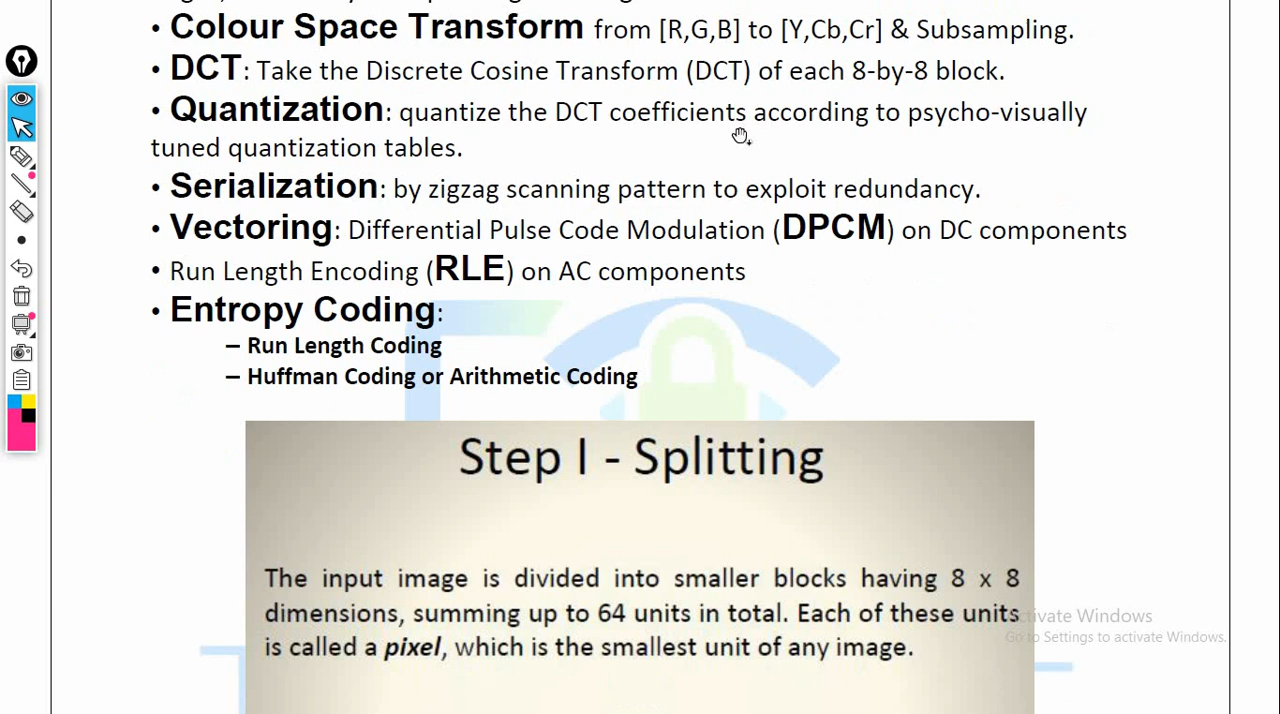 • Colour Space Transform from [R,G,B] to [Y,Cb,Cr] & Subsampling.
• DCT: Take the Discrete Cosine Transform (DCT) of each 8-by-8 block.
• Quantization: quantize the DCT coefficients according to psycho-visually
tuned quantization tables.
• Serialization: by zigzag scanning pattern to exploit redundancy.
• Vectoring: Differential Pulse Code Modulation (DPCM) on DC components
• Run Length Encoding (RLE) on AC components
• Entropy Coding:
– Run Length Coding
– Huffman Coding or Arithmetic Coding
Step I - Splitting
The input image is divided into smaller blocks having 8 x 8
dimensions, summing up to 64 units in total. Each of these units
is called a pixel, which is the smallest unit of any image.
Activate Windows
Go to Settings to activate Windows.